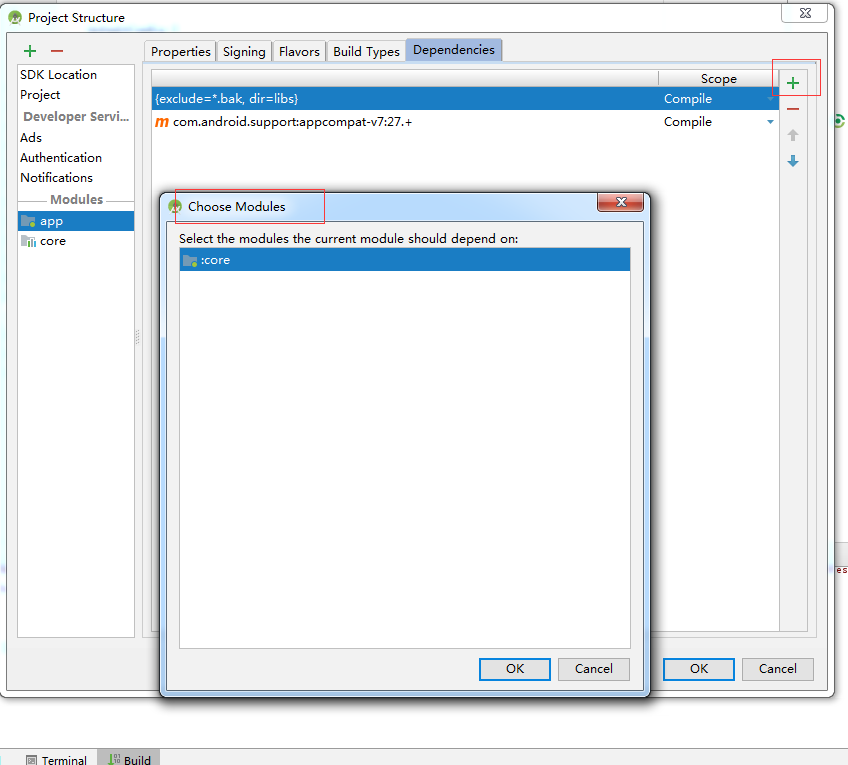 Project Structure
Properties
Signing
Flavors
Build Types
Dependencies
SDK Location
Project
Developer Servi...
Ads
Authentication
Notifications
Modules
app
core
Scope
{exclude=*.bak, dir=libs}
Compile
m com.android.support:appcompat-v7:27.+
Compile
Choose Modules
Select the modules the current module should depend on:
:core
OK
Cancel
OK
Cancel
es
Terminal
Build